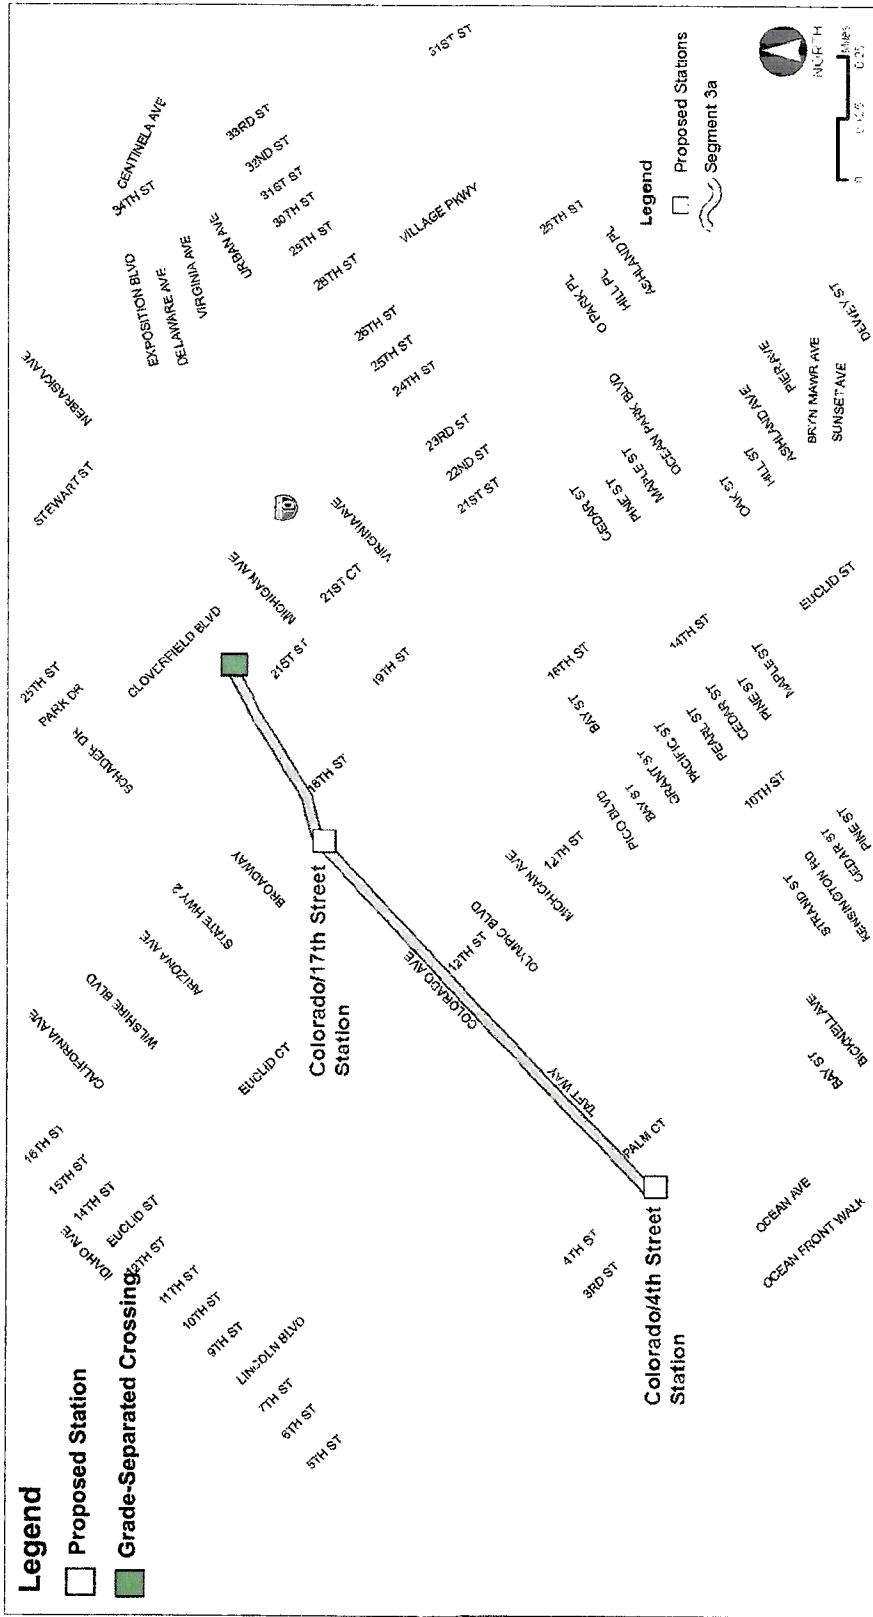 Legend
Proposed Station
Grade-Separated Crossing
16TH ST
15TH ST
14TH ST
EUCLID ST
IDAHO AVE
12TH ST
11TH ST
10TH ST
9TH ST
LINCOLN BLVD
7TH ST
6TH ST
5TH ST
CALIFORNIA AVE
WILSHIRE BLVD
ARIZONA AVE
STATE HWY 2
BROADWAY
EUCLID CT
Colorado/17th Street
Station
25TH ST
PARK DR
SCHADER DR
CLOVERFIELD BLVD
STEWART ST
NEBRASKA AVE
MICHIGAN AVE
21ST ST
18TH ST
10
VIRGINIA AVE
21ST CT
19TH ST
EXPOSITION BLVD
DELAWARE AVE
VIRGINIA AVE
URBAN AVE
34TH ST
CENTINELA AVE
33RD ST
32ND ST
31ST ST
30TH ST
29TH ST
28TH ST
26TH ST
25TH ST
24TH ST
23RD ST
22ND ST
21ST ST
31ST ST
VILLAGE PKWY
25TH ST
COLORADO AVE
12TH ST
OLYMPIC BLVD
MICHIGAN AVE
12TH ST
TAFT WAY
PALM CT
Colorado/4th Street
Station
4TH ST
3RD ST
OCEAN AVE
OCEAN FRONT WALK
16TH ST
BAY ST
14TH ST
PICO BLVD
BAY ST
GRANT ST
PACIFIC ST
PEARL ST
CEDAR ST
PINE ST
MAPLE ST
10TH ST
EUCLID ST
STRAND ST
KENSINGTON RD
CEDAR ST
PINE ST
BAY ST
BICKNELL AVE
CEDAR ST
PINE ST
MAPLE ST
OCEAN PARK BLVD
O PARK PL
HILL PL
ASHLAND PL
OAK ST
HILL ST
ASHLAND AVE
PIER AVE
BRYN MAWR AVE
SUNSET AVE
DEWEY ST
Legend
Proposed Stations
Segment 3a
NORTH
Miles
0
0.25